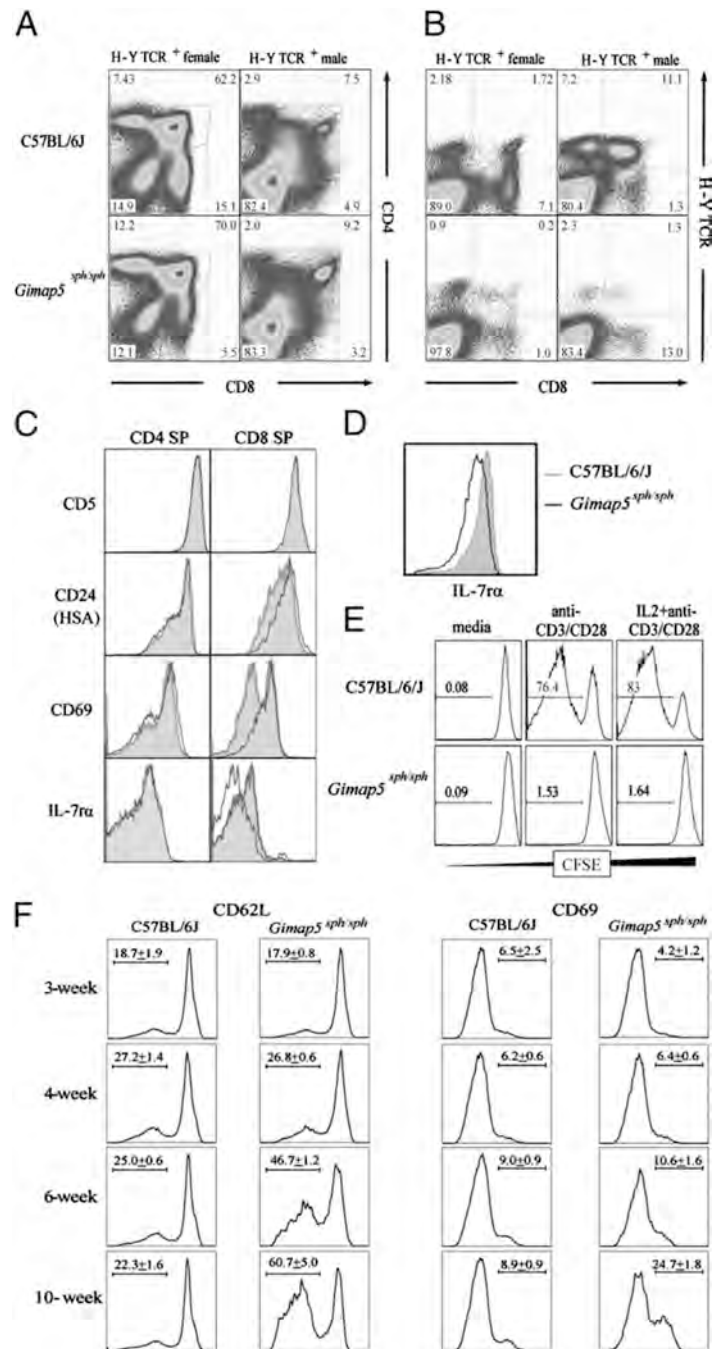 A
H-Y TCR + female H-Y TCR + male
7.43 62.2 2.9 7.5
C57BL/6J
14.9 15.1 82.4 4.9
12.2 70.0 2.0 9.2
Gimap5 sph/sph
12.1 5.5 83.3 3.2
CD4
CD8
B
H-Y TCR + female H-Y TCR + male
2.18 1.72 7.2 11.1
89.0 7.1 80.4 1.3
0.9 0.2 2.3 1.3
97.8 1.0 83.4 13.0
H-Y TCR
CD8
C
CD4 SP CD8 SP
CD5
CD24
(HSA)
CD69
IL-7rα
D
C57BL/6/J
Gimap5 sph/sph
IL-7rα
E
media anti-CD3/CD28 IL2+anti-CD3/CD28
C57BL/6/J
0.08 76.4 83
Gimap5 sph/sph
0.09 1.53 1.64
CFSE
F
CD62L CD69
C57BL/6J Gimap5 sph/sph C57BL/6J Gimap5 sph/sph
3-week
18.7±1.9 17.9±0.8 6.5±2.5 4.2±1.2
4-week
27.2±1.4 26.8±0.6 6.2±0.6 6.4±0.6
6-week
25.0±0.6 46.7±1.2 9.0±0.9 10.6±1.6
10- week
22.3±1.6 60.7±5.0 8.9±0.9 24.7±1.8